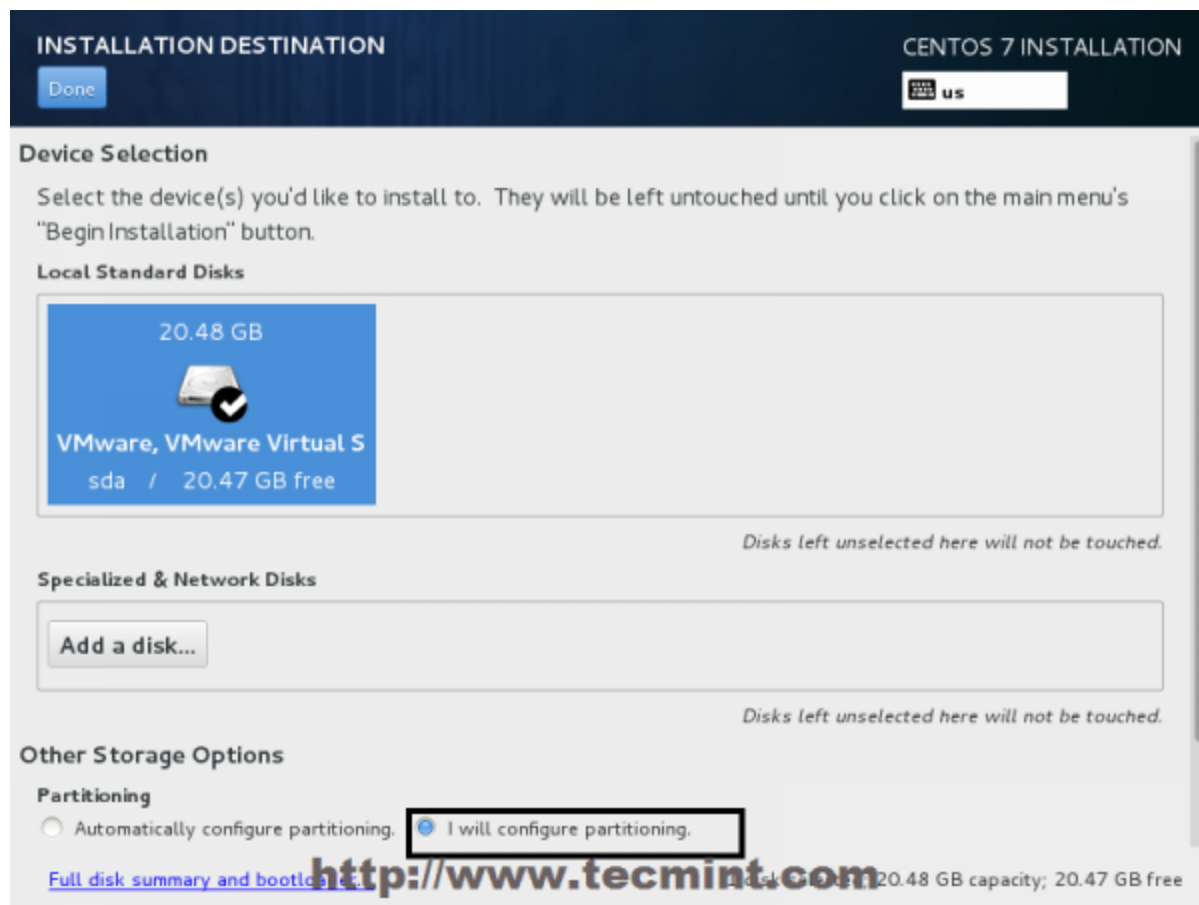 INSTALLATION DESTINATION
CENTOS 7 INSTALLATION
Done
us
Device Selection
Select the device(s) you'd like to install to. They will be left untouched until you click on the main menu's
"Begin Installation" button.
Local Standard Disks
20.48 GB
VMware, VMware Virtual S
sda / 20.47 GB free
Disks left unselected here will not be touched.
Specialized & Network Disks
Add a disk...
Disks left unselected here will not be touched.
Other Storage Options
Partitioning
Automatically configure partitioning.
I will configure partitioning.
Full disk summary and
http://www.tecmint.com
20.48 GB capacity; 20.47 GB free